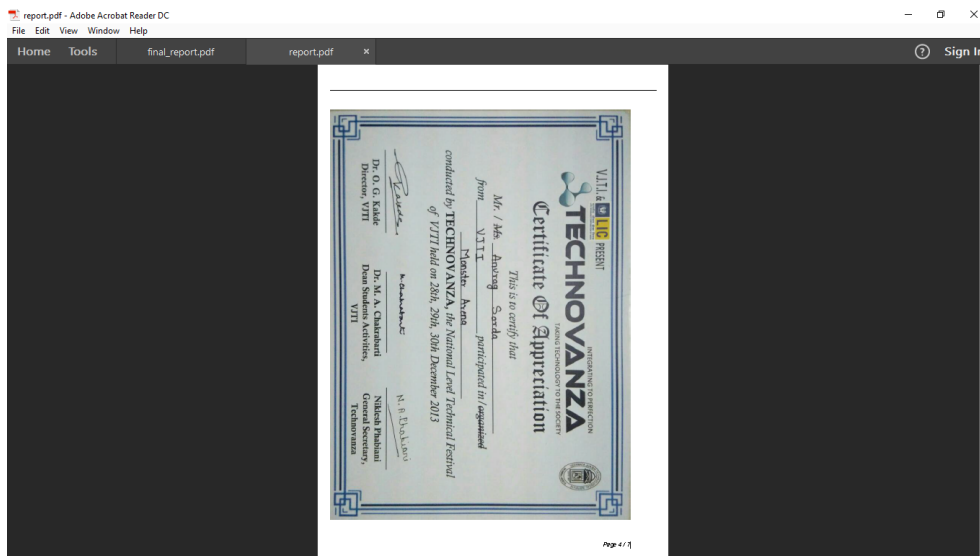 report.pdf - Adobe Acrobat Reader DC
File Edit View Window Help
Home Tools final_report.pdf report.pdf × ? Sign In
V.J.T.I. & LIC PRESENT
INTEGRATING TO PERFECTION
TECHNOVANZA
TAKING TECHNOLOGY TO THE SOCIETY
Certificate Of Appreciation
This is to certify that
Mr. / Ms. Anurag Sarda
from VJTI participated in / organized
Monster Arena
conducted by TECHNOVANZA, the National Level Technical Festival
of VJTI held on 28th, 29th, 30th December 2013
Dr. O. G. Kakde
Director, VJTI
Dr. M. A. Chakrabarti
Dean Students Activities,
VJTI
N. R. Phabiani
Niklesh Phabiani
General Secretary,
Technovanza
Page 4 / 7